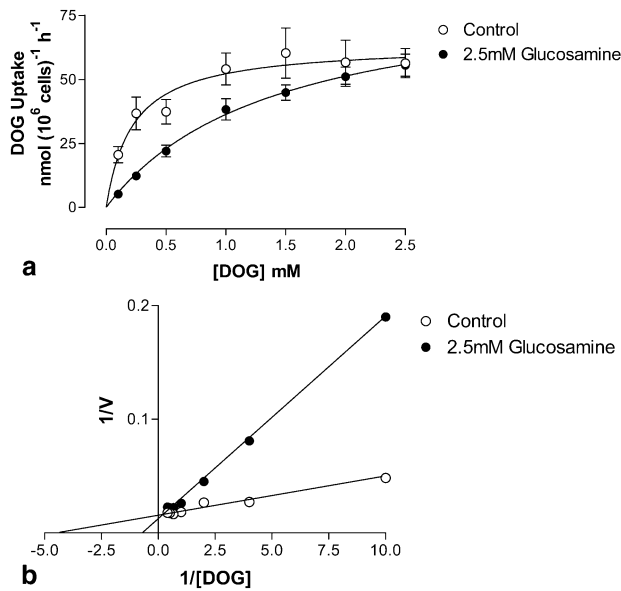 75
50
25
0
DOG Uptake
nmol (10⁶ cells)⁻¹ h⁻¹
0.0 0.5 1.0 1.5 2.0 2.5
[DOG] mM
Control
2.5mM Glucosamine
a
0.2
0.1
1/V
-5.0 -2.5 0.0 2.5 5.0 7.5 10.0
1/[DOG]
Control
2.5mM Glucosamine
b